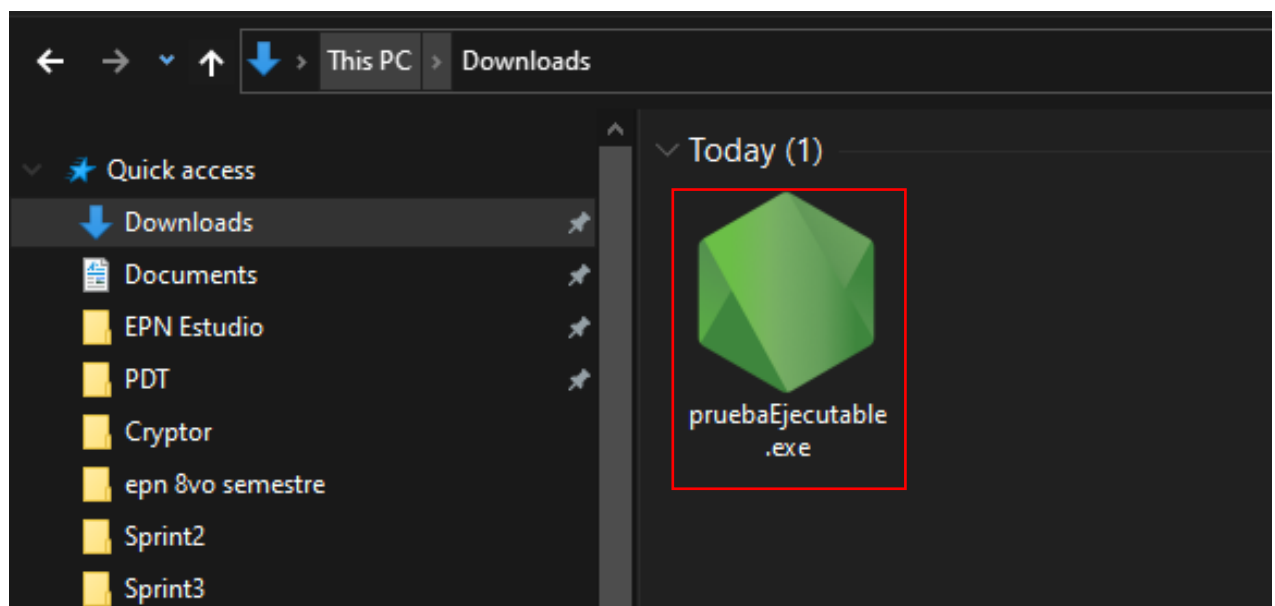 This PC > Downloads
Quick access
Downloads
Documents
EPN Estudio
PDT
Cryptor
epn 8vo semestre
Sprint2
Sprint3
Today (1)
pruebaEjecutable
.exe